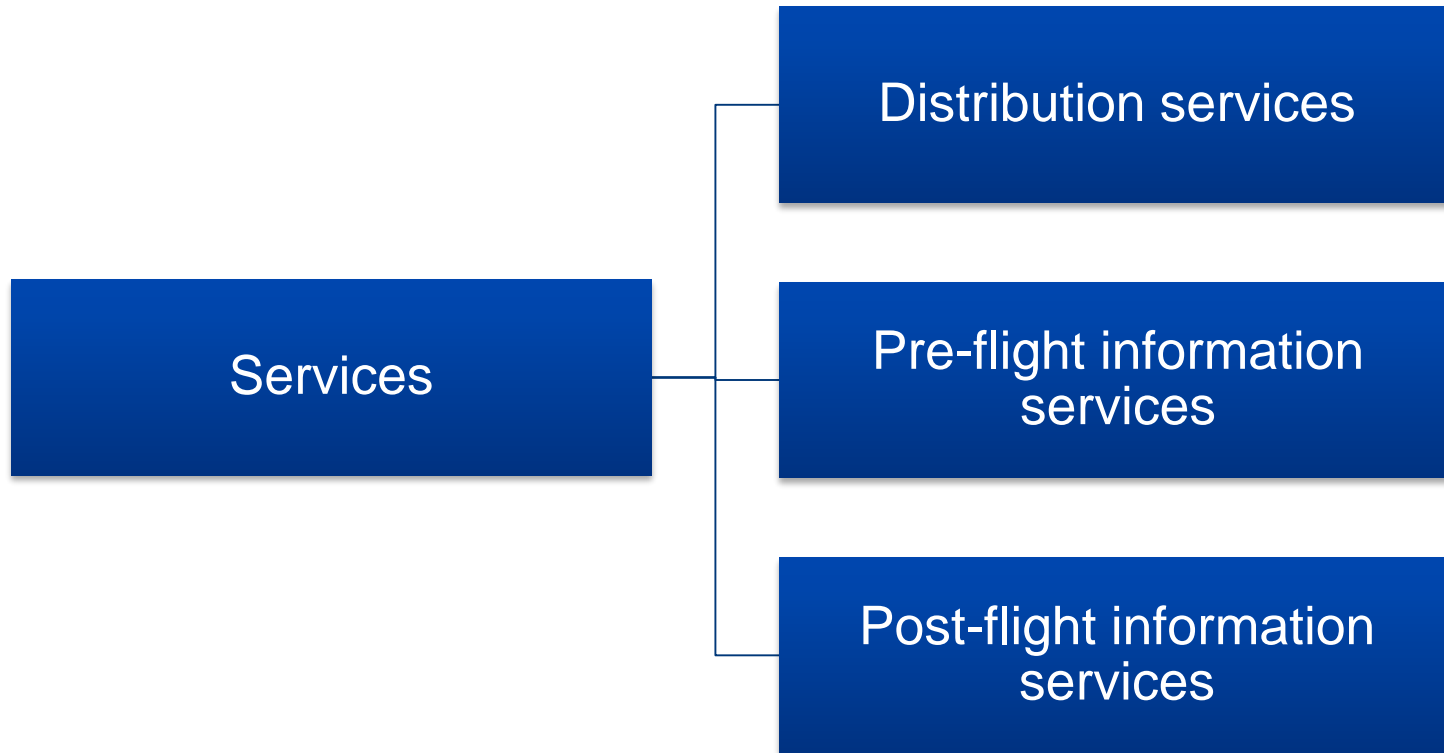 Distribution services
Services
Pre-flight information
services
Post-flight information
services